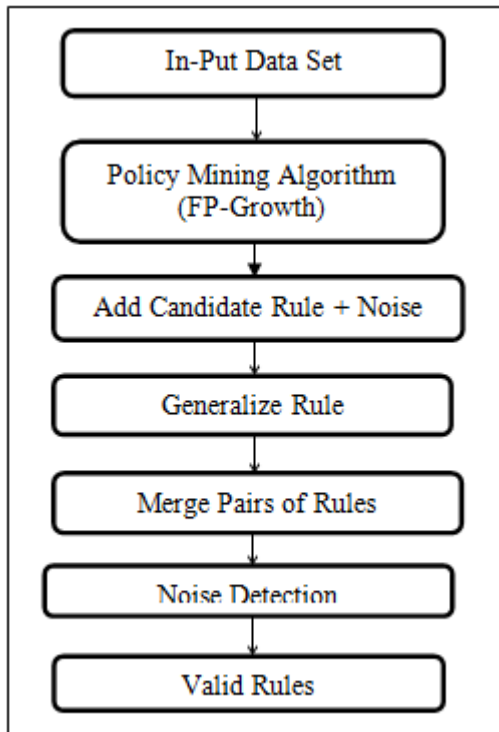 In-Put Data Set
Policy Mining Algorithm
(FP-Growth)
Add Candidate Rule + Noise
Generalize Rule
Merge Pairs of Rules
Noise Detection
Valid Rules